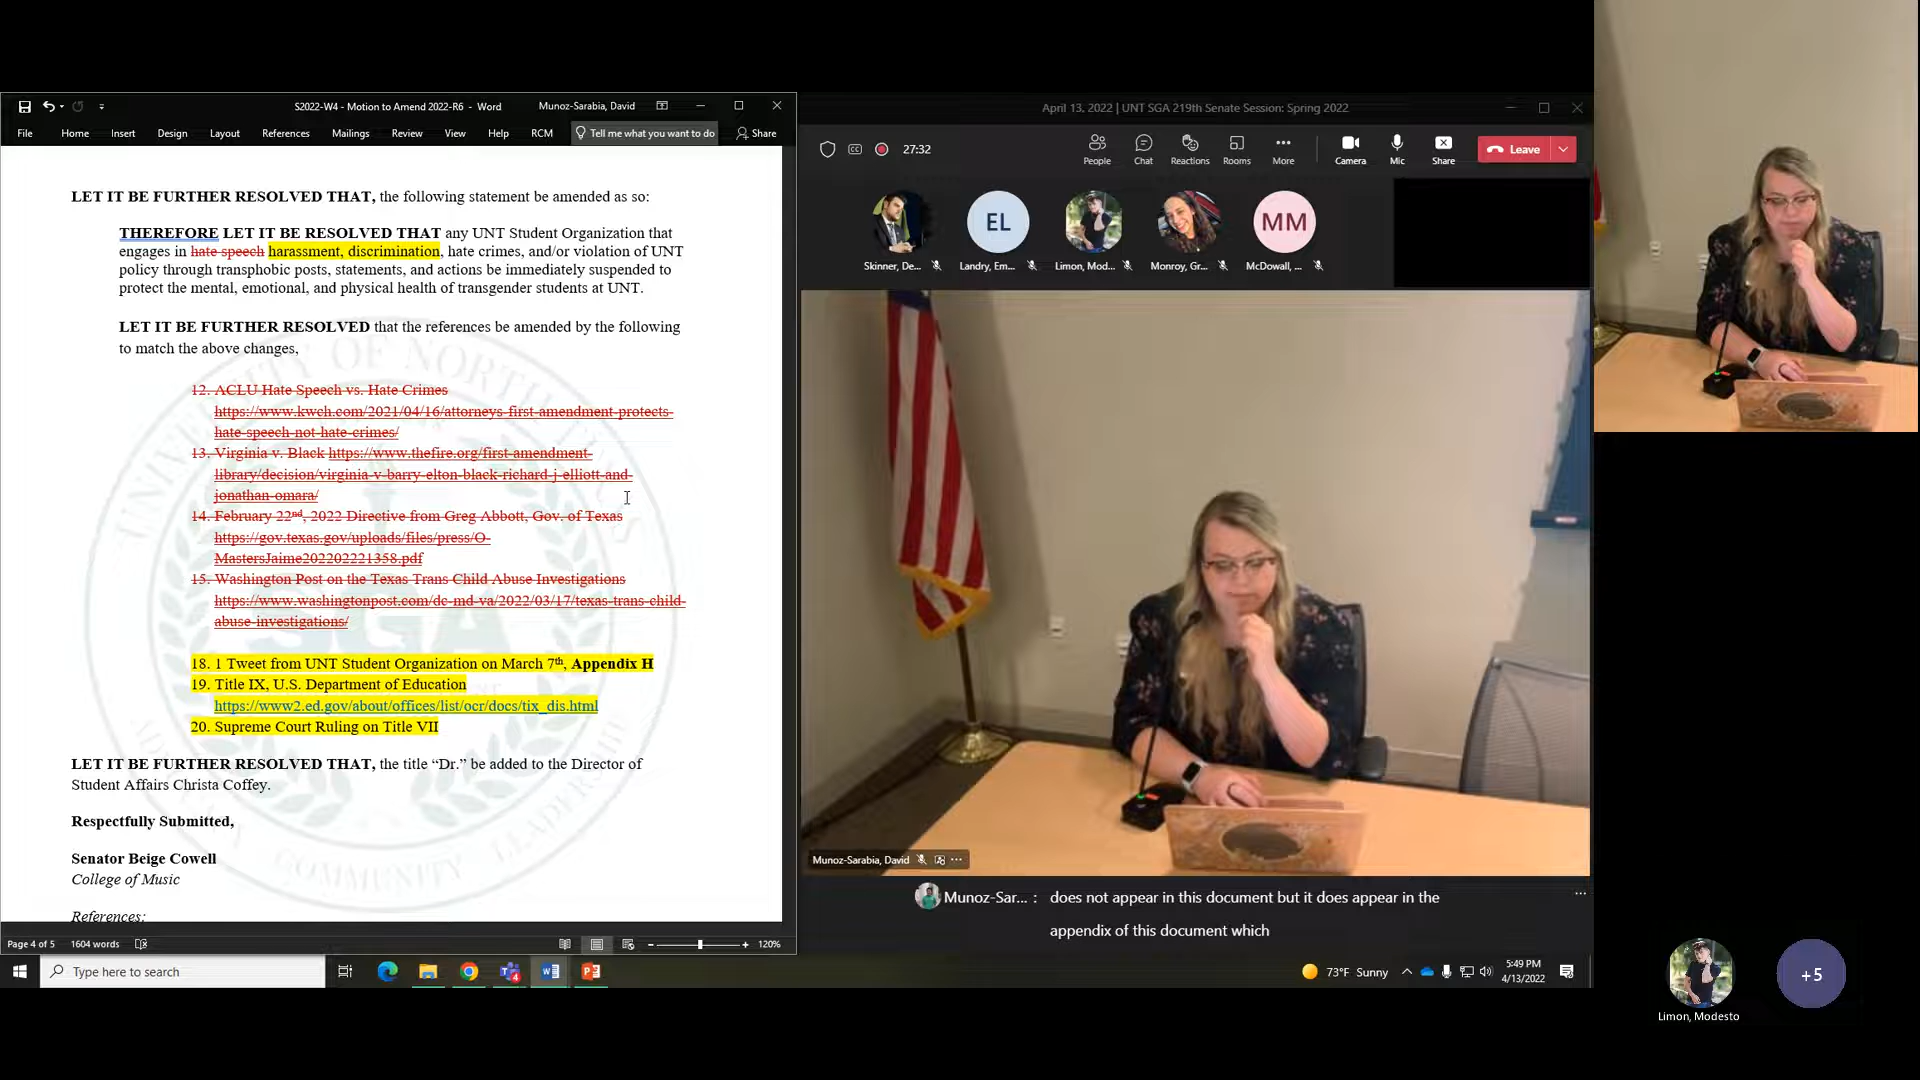 S2022-W4 - Motion to Amend 2022-R6 - Word
Munoz-Sarabia, David
File
Home
Insert
Design
Layout
References
Mailings
Review
View
Help
RCM
Tell me what you want to do
Share
LET IT BE FURTHER RESOLVED THAT, the following statement be amended as so:
THEREFORE LET IT BE RESOLVED THAT any UNT Student Organization that
engages in hate speech harassment, discrimination, hate crimes, and/or violation of UNT
policy through transphobic posts, statements, and actions be immediately suspended to
protect the mental, emotional, and physical health of transgender students at UNT.
LET IT BE FURTHER RESOLVED that the references be amended by the following
to match the above changes,
12. ACLU Hate Speech vs. Hate Crimes
https://www.kwch.com/2021/04/16/attorneys-first-amendment-protects-
hate-speech-not-hate-crimes/
13. Virginia v. Black https://www.thefire.org/first-amendment-
library/decision/virginia-v-barry-elton-black-richard-j-elliott-and-
jonathan-omara/
14. February 22nd, 2022 Directive from Greg Abbott, Gov. of Texas
https://gov.texas.gov/uploads/files/press/O-
MastersJaime202202221358.pdf
15. Washington Post on the Texas Trans Child Abuse Investigations
https://www.washingtonpost.com/dc-md-va/2022/03/17/texas-trans-child-
abuse-investigations/
18. 1 Tweet from UNT Student Organization on March 7th, Appendix H
19. Title IX, U.S. Department of Education
https://www2.ed.gov/about/offices/list/ocr/docs/tix_dis.html
20. Supreme Court Ruling on Title VII
LET IT BE FURTHER RESOLVED THAT, the title “Dr.” be added to the Director of
Student Affairs Christa Coffey.
Respectfully Submitted,
Senator Beige Cowell
College of Music
References:
Page 4 of 5
1604 words
120%
Type here to search
April 13, 2022 | UNT SGA 219th Senate Session: Spring 2022
CC
27:32
People
Chat
Reactions
Rooms
More
Camera
Mic
Share
Leave
EL
MM
Skinner, De...
Landry, Em...
Limon, Mod...
Monroy, Gr...
McDowall, ...
Munoz-Sarabia, David
Munoz-Sar... : does not appear in this document but it does appear in the
appendix of this document which
73°F Sunny
5:49 PM
4/13/2022
Limon, Modesto
+5